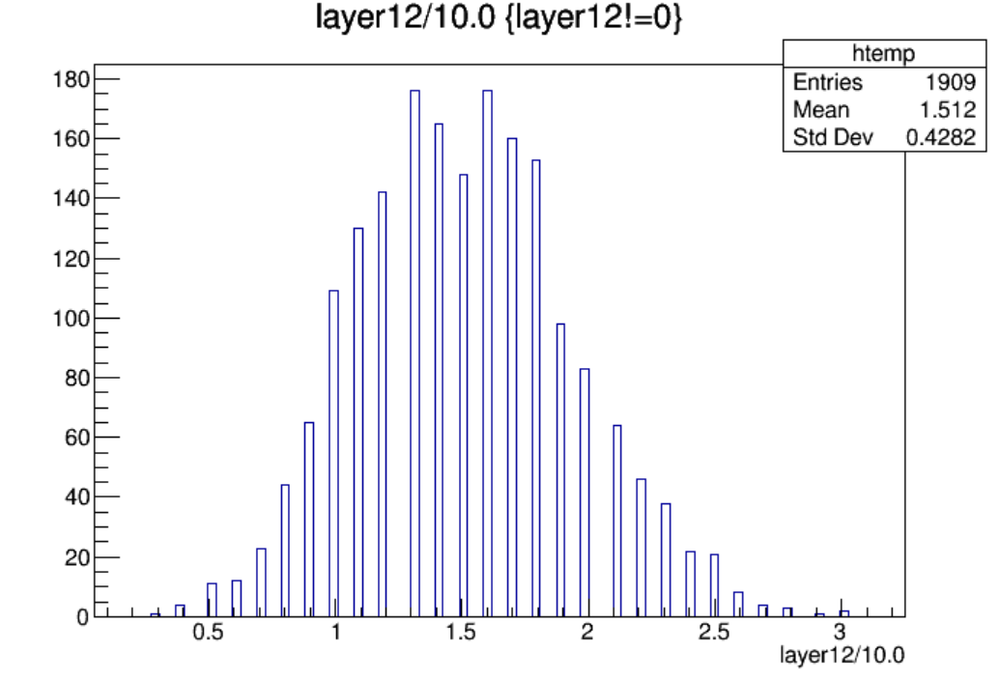 layer12/10.0 {layer12!=0}
htemp
Entries 1909
Mean 1.512
Std Dev 0.4282
180
160
140
120
100
80
60
40
20
0
0.5 1 1.5 2 2.5 3
layer12/10.0